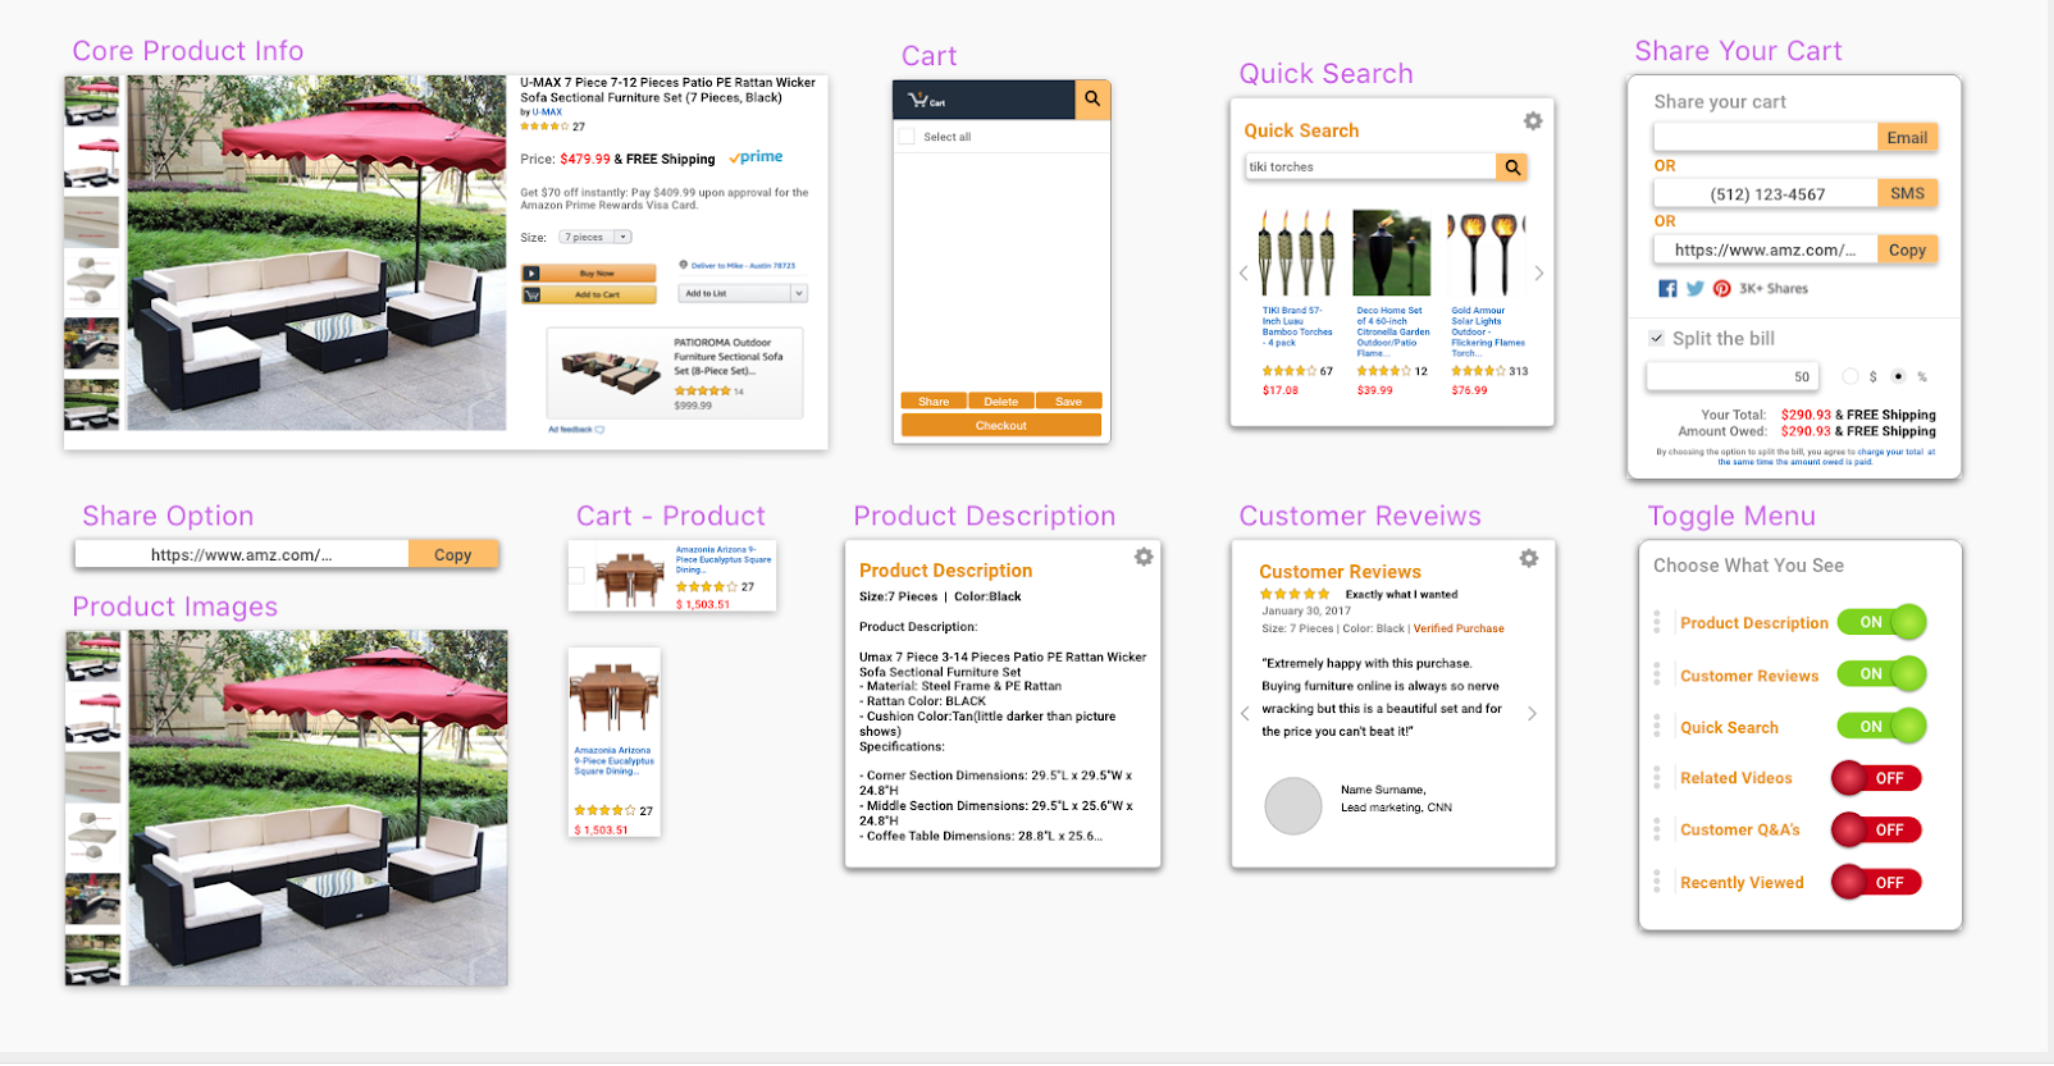 Core Product Info
U-MAX 7 Piece 7-12 Pieces Patio PE Rattan Wicker
Sofa Sectional Furniture Set (7 Pieces, Black)
by U-MAX
27
Price: $479.99 & FREE Shipping
prime
Get $70 off instantly: Pay $409.99 upon approval for the
Amazon Prime Rewards Visa Card.
Size:
7 pieces
Buy Now
Deliver to Mike - Austin 78723
Add to Cart
Add to List
PATIOROMA Outdoor
Furniture Sectional Sofa
Set (8-Piece Set)...
14
$999.99
Ad feedback
Cart
Cart
Select all
Share
Delete
Save
Checkout
Quick Search
Quick Search
tiki torches
TIKI Brand 57-
Inch Luau
Bamboo Torches
- 4 pack
67
$17.08
Deco Home Set
of 4 60-inch
Citronella Garden
Outdoor/Patio
Flame...
12
$39.99
Gold Armour
Solar Lights
Outdoor -
Flickering Flames
Torch...
313
$76.99
Share Your Cart
Share your cart
Email
OR
(512) 123-4567
SMS
OR
https://www.amz.com/...
Copy
3K+ Shares
Split the bill
50
$
%
Your Total: $290.93 & FREE Shipping
Amount Owed: $290.93 & FREE Shipping
By choosing the option to split the bill, you agree to charge your total at
the same time the amount owed is paid.
Share Option
https://www.amz.com/...
Copy
Product Images
Cart - Product
Amazonia Arizona 9-
Piece Eucalyptus Square
Dining...
27
$ 1,503.51
Amazonia Arizona
9-Piece Eucalyptus
Square Dining...
27
$ 1,503.51
Product Description
Product Description
Size:7 Pieces | Color:Black
Product Description:
Umax 7 Piece 3-14 Pieces Patio PE Rattan Wicker
Sofa Sectional Furniture Set
- Material: Steel Frame & PE Rattan
- Rattan Color: BLACK
- Cushion Color:Tan(little darker than picture
shows)
Specifications:
- Corner Section Dimensions: 29.5"L x 29.5"W x
24.8"H
- Middle Section Dimensions: 29.5"L x 25.6"W x
24.8"H
- Coffee Table Dimensions: 28.8"L x 25.6...
Customer Reveiws
Customer Reviews
Exactly what I wanted
January 30, 2017
Size: 7 Pieces | Color: Black | Verified Purchase
"Extremely happy with this purchase.
Buying furniture online is always so nerve
wracking but this is a beautiful set and for
the price you can't beat it!"
Name Surname,
Lead marketing, CNN
Toggle Menu
Choose What You See
Product Description
ON
Customer Reviews
ON
Quick Search
ON
Related Videos
OFF
Customer Q&A's
OFF
Recently Viewed
OFF